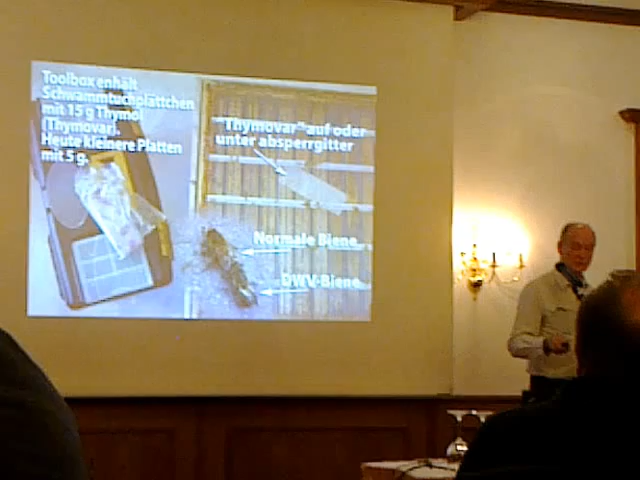 Toolbox enhält
Schwammtuchplättchen
mit 15 g Thymol
(Thymovar).
Heute kleinere Platten
mit 5 g.
"Thymovar" auf oder
unter absperrgitter
Normale Biene
DWV-Biene